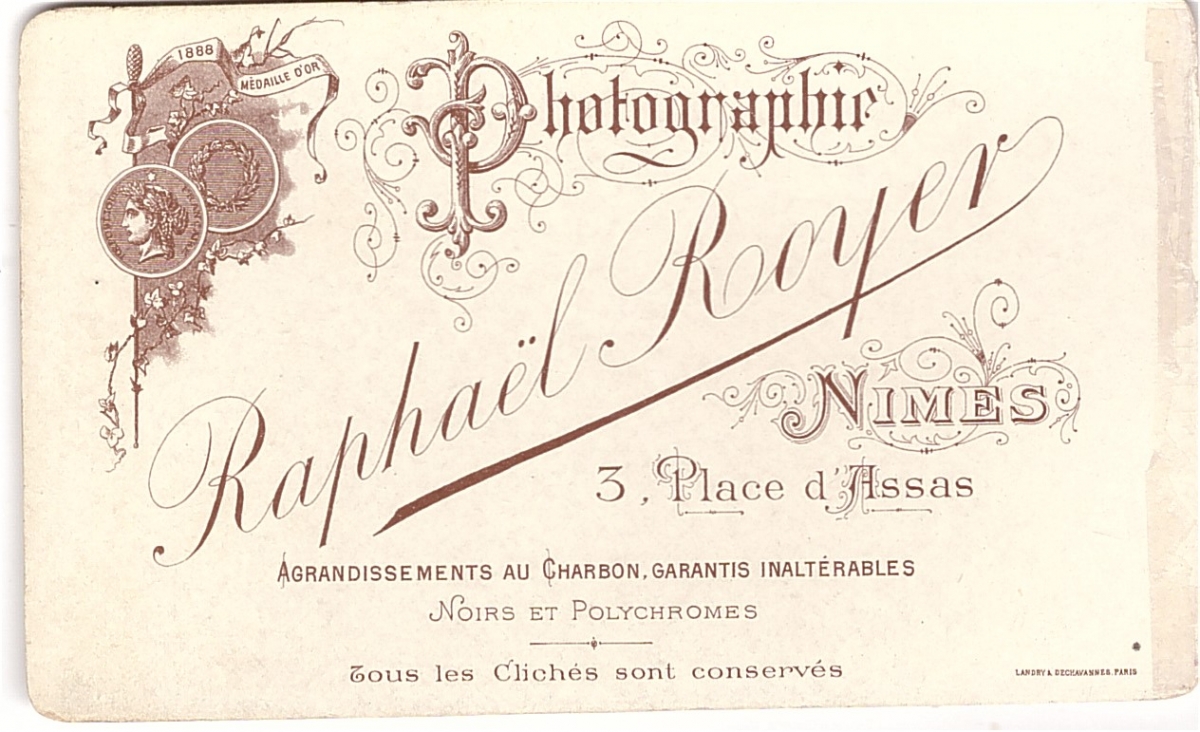 1888
MÉDAILLE D'OR
Photographie
Raphaël Royer
NIMES
3, Place d'Assas
AGRANDISSEMENTS AU CHARBON, GARANTIS INALTÉRABLES
NOIRS ET POLYCHROMES
Tous les Clichés sont conservés
LANDRY & DECHAVANNES. PARIS